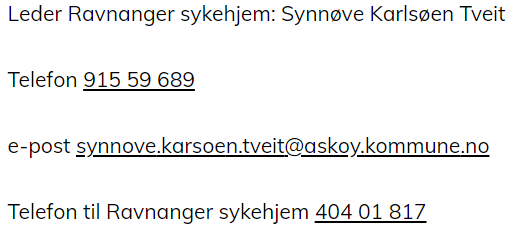 Leder Ravnanger sykehjem: Synnøve Karlsøen Tveit
Telefon 915 59 689
e-post synnove.karsoen.tveit@askoy.kommune.no
Telefon til Ravnanger sykehjem 404 01 817